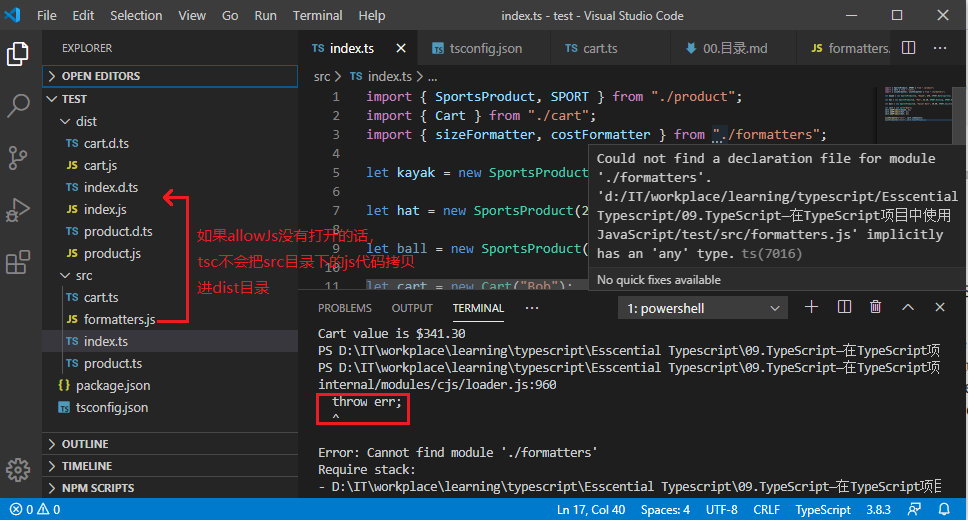 File Edit Selection View Go Run Terminal Help index.ts - test - Visual Studio Code
EXPLORER
OPEN EDITORS
TEST
dist
TS cart.d.ts
JS cart.js
TS index.d.ts
JS index.js
TS product.d.ts
JS product.js
src
TS cart.ts
JS formatters.js
TS index.ts
TS product.ts
{} package.json
TS tsconfig.json
OUTLINE
TIMELINE
NPM SCRIPTS
如果allowJs没有打开的话,
tsc不会把src目录下的js代码拷贝
进dist目录
TS index.ts TS tsconfig.json TS cart.ts 00.目录.md JS formatters.
src > TS index.ts > ...
1 import { SportsProduct, SPORT } from "./product";
2 import { Cart } from "./cart";
3 import { sizeFormatter, costFormatter } from "./formatters";
4
5 let kayak = new SportsProduct
6
7 let hat = new SportsProduct(2
8
9 let ball = new SportsProduct(
10
11 let cart = new Cart("Bob");
Could not find a declaration file for module
'./formatters'.
'd:/IT/workplace/learning/typescript/Esscential
Typescript/09.TypeScript—在TypeScript项目中使用
JavaScript/test/src/formatters.js' implicitly
has an 'any' type. ts(7016)
No quick fixes available
PROBLEMS OUTPUT TERMINAL ... 1: powershell
Cart value is $341.30
PS D:\IT\workplace\learning\typescript\Esscential Typescript\09.TypeScript—在TypeScript项
PS D:\IT\workplace\learning\typescript\Esscential Typescript\09.TypeScript—在TypeScript项
internal/modules/cjs/loader.js:960
throw err;
^
Error: Cannot find module './formatters'
Require stack:
- D:\IT\workplace\learning\typescript\Esscential Typescript\09.TypeScript—在TypeScript项目
0 0 Ln 17, Col 40 Spaces: 4 UTF-8 CRLF TypeScript 3.8.3